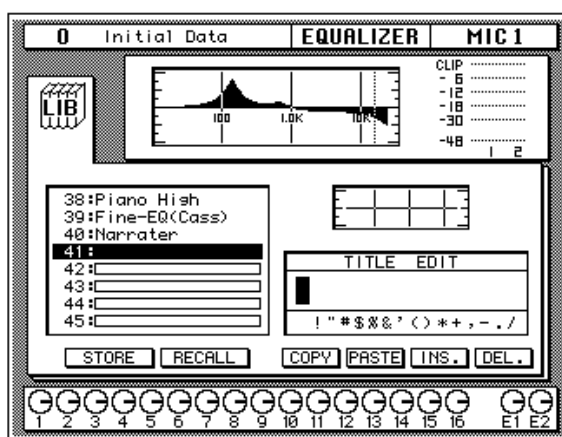 0 Initial Data EQUALIZER MIC 1
LIB
100 1.0K 10K
CLIP
- 6
-12
-18
-30
-48
1 2
38:Piano High
39:Fine-EQ(Cass)
40:Narrater
41:
42:
43:
44:
45:
TITLE EDIT
!"#$%&'()*+,-./
STORE RECALL COPY PASTE INS. DEL.
1 2 3 4 5 6 7 8 9 10 11 12 13 14 15 16 E1 E2